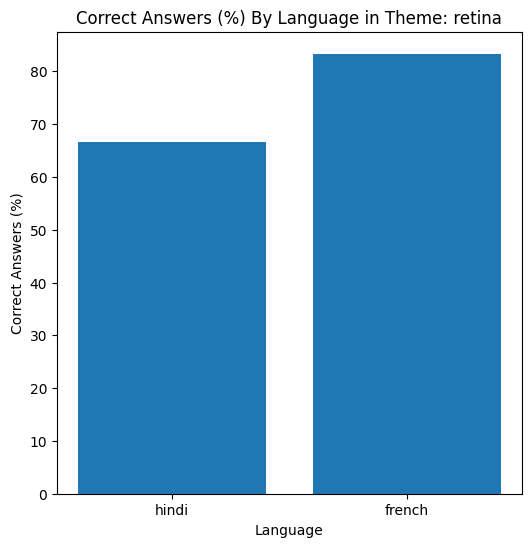 Correct Answers (%) By Language in Theme: retina
Correct Answers (%)
80
70
60
50
40
30
20
10
0
hindi
french
Language